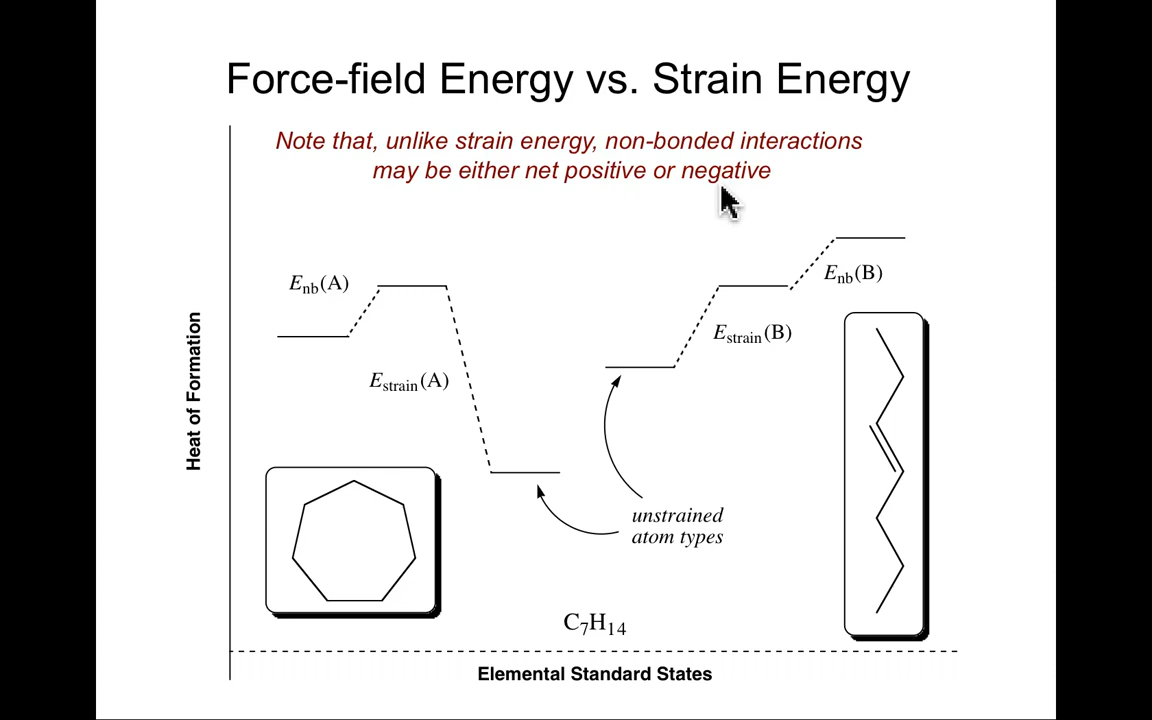 Force-field Energy vs. Strain Energy
Note that, unlike strain energy, non-bonded interactions
may be either net positive or negative
Enb(A)
Enb(B)
Estrain(B)
Estrain(A)
Heat of Formation
unstrained
atom types
C7H14
Elemental Standard States